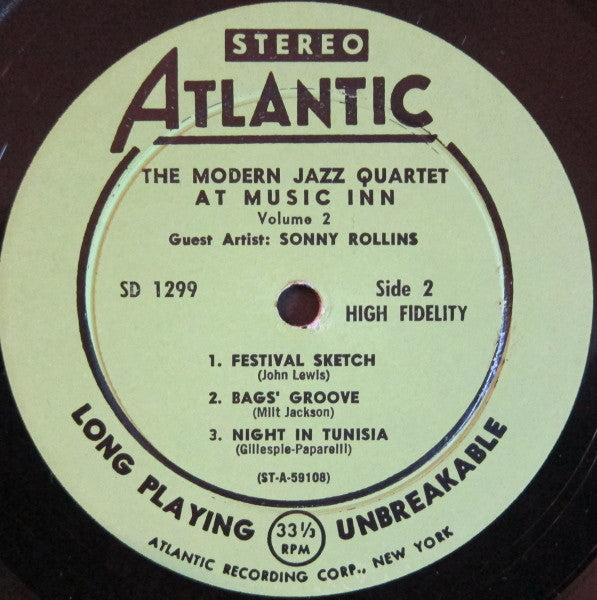 STEREO
ATLANTIC
THE MODERN JAZZ QUARTET
AT MUSIC INN
Volume 2
Guest Artist: SONNY ROLLINS
SD 1299
Side 2
HIGH FIDELITY
1. FESTIVAL SKETCH
(John Lewis)
2. BAGS' GROOVE
(Milt Jackson)
3. NIGHT IN TUNISIA
(Gillespie-Paparelli)
(ST-A-59108)
LONG PLAYING 33⅓ RPM UNBREAKABLE
ATLANTIC RECORDING CORP., NEW YORK